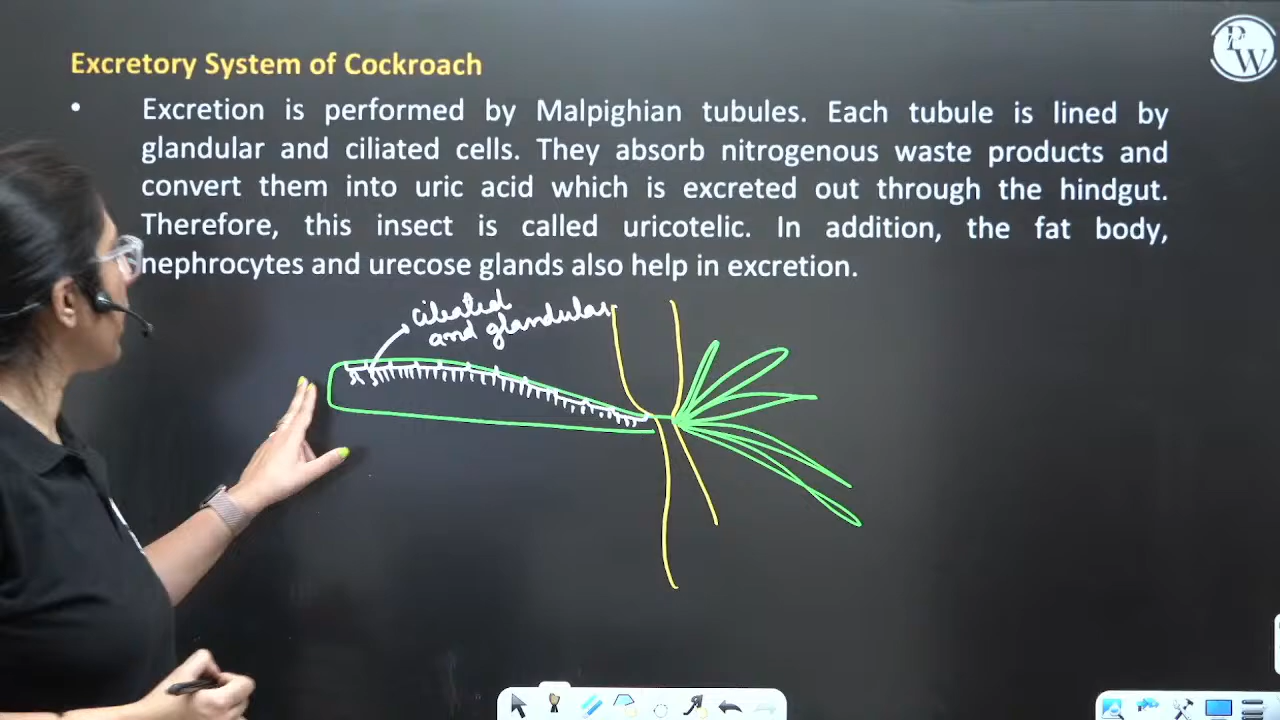 Excretory System of Cockroach
• Excretion is performed by Malpighian tubules. Each tubule is lined by
glandular and ciliated cells. They absorb nitrogenous waste products and
convert them into uric acid which is excreted out through the hindgut.
Therefore, this insect is called uricotelic. In addition, the fat body,
nephrocytes and urecose glands also help in excretion.
ciliated
and glandular
PW